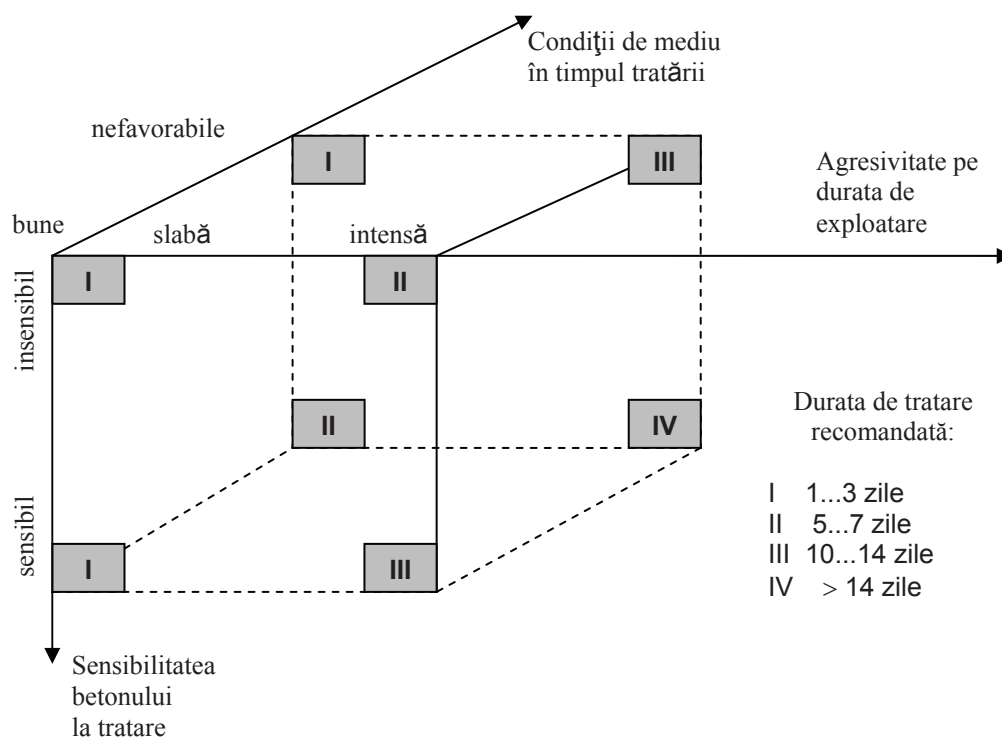 Condiţii de mediu
în timpul tratării
nefavorabile
I
III
Agresivitate pe
durata de
exploatare
bune
slabă
intensă
insensibil
I
II
II
IV
Durata de tratare
recomandată:
I 1...3 zile
II 5...7 zile
III 10...14 zile
IV > 14 zile
sensibil
I
III
Sensibilitatea
betonului
la tratare